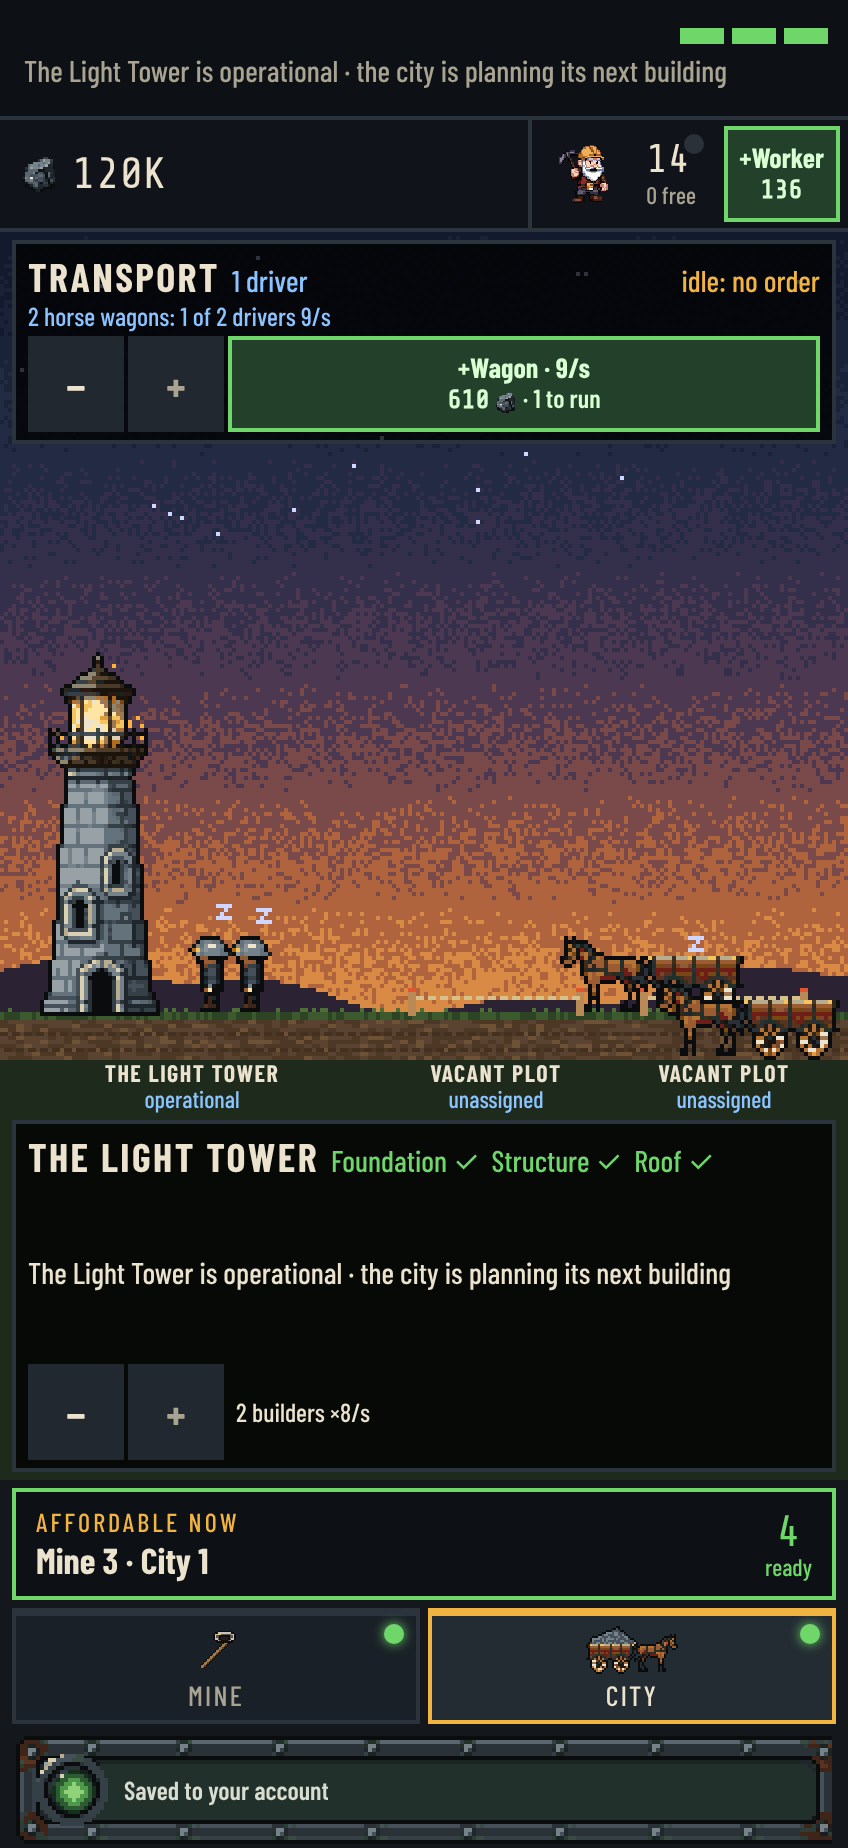 The Light Tower is operational · the city is planning its next building
120K
14
0 free
+Worker
136
TRANSPORT 1 driver
idle: no order
2 horse wagons: 1 of 2 drivers 9/s
− +
+Wagon · 9/s
610 · 1 to run
Z Z
Z
THE LIGHT TOWER
operational
VACANT PLOT
unassigned
VACANT PLOT
unassigned
THE LIGHT TOWER Foundation ✓ Structure ✓ Roof ✓
The Light Tower is operational · the city is planning its next building
− +
2 builders ×8/s
AFFORDABLE NOW
Mine 3 · City 1
4
ready
MINE
CITY
Saved to your account